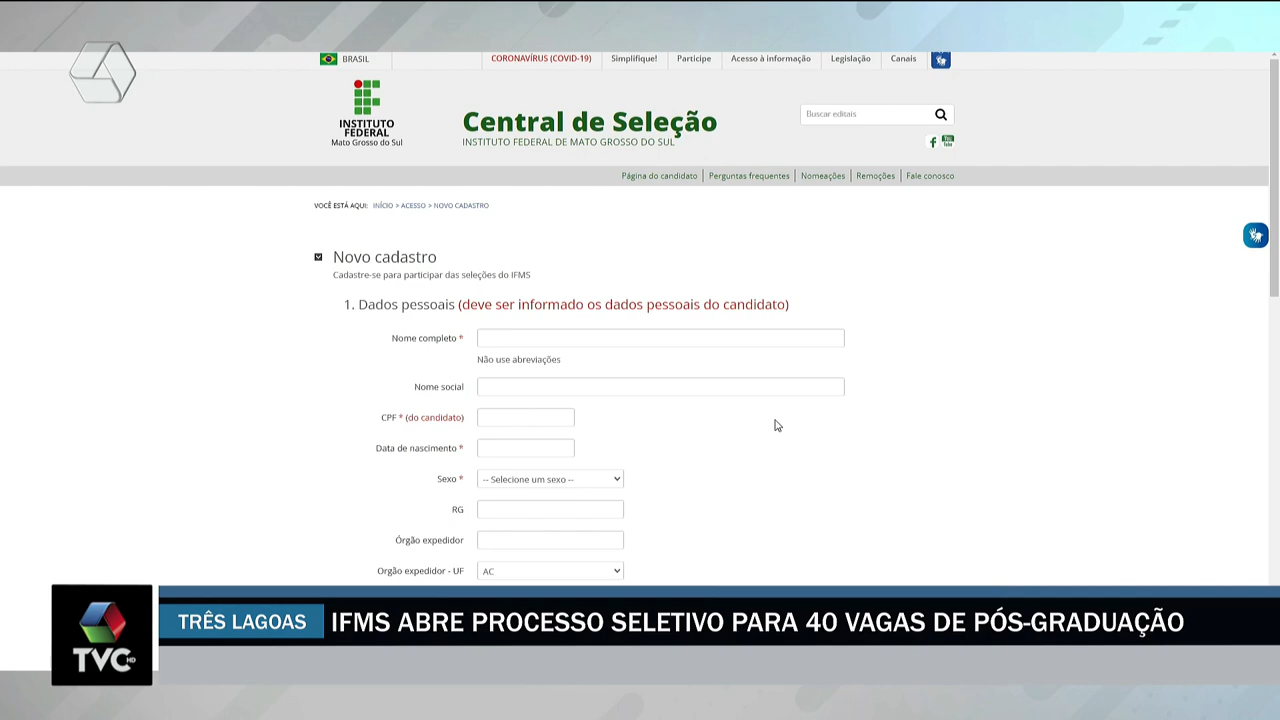 BRASIL
CORONAVÍRUS (COVID-19)
Simplifique!
Participe
Acesso à informação
Legislação
Canais
INSTITUTO
FEDERAL
Mato Grosso do Sul
Central de Seleção
INSTITUTO FEDERAL DE MATO GROSSO DO SUL
Buscar editais
You
Tube
Página do candidato
Perguntas frequentes
Nomeações
Remoções
Fale conosco
VOCÊ ESTÁ AQUI: INÍCIO > ACESSO > NOVO CADASTRO
Novo cadastro
Cadastre-se para participar das seleções do IFMS
1. Dados pessoais (deve ser informado os dados pessoais do candidato)
Nome completo *
Não use abreviações
Nome social
CPF * (do candidato)
Data de nascimento *
Sexo *
-- Selecione um sexo --
RG
Órgão expedidor
Orgão expedidor - UF
AC
TRÊS LAGOAS
IFMS ABRE PROCESSO SELETIVO PARA 40 VAGAS DE PÓS-GRADUAÇÃO
TVC HD